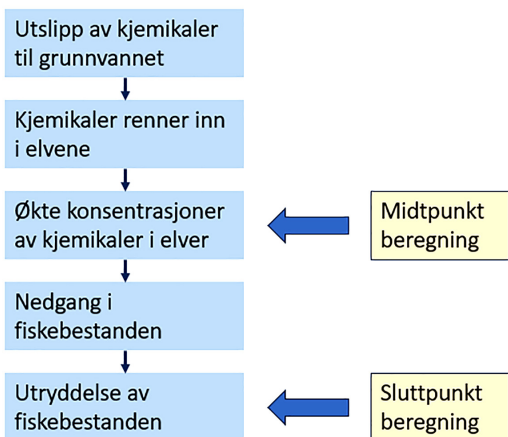 Utslipp av kjemikaler
til grunnvannet
Kjemikaler renner inn
i elvene
Økte konsentrasjoner
av kjemikaler i elver
Midtpunkt
beregning
Nedgang i
fiskebestanden
Utryddelse av
fiskebestanden
Sluttpunkt
beregning